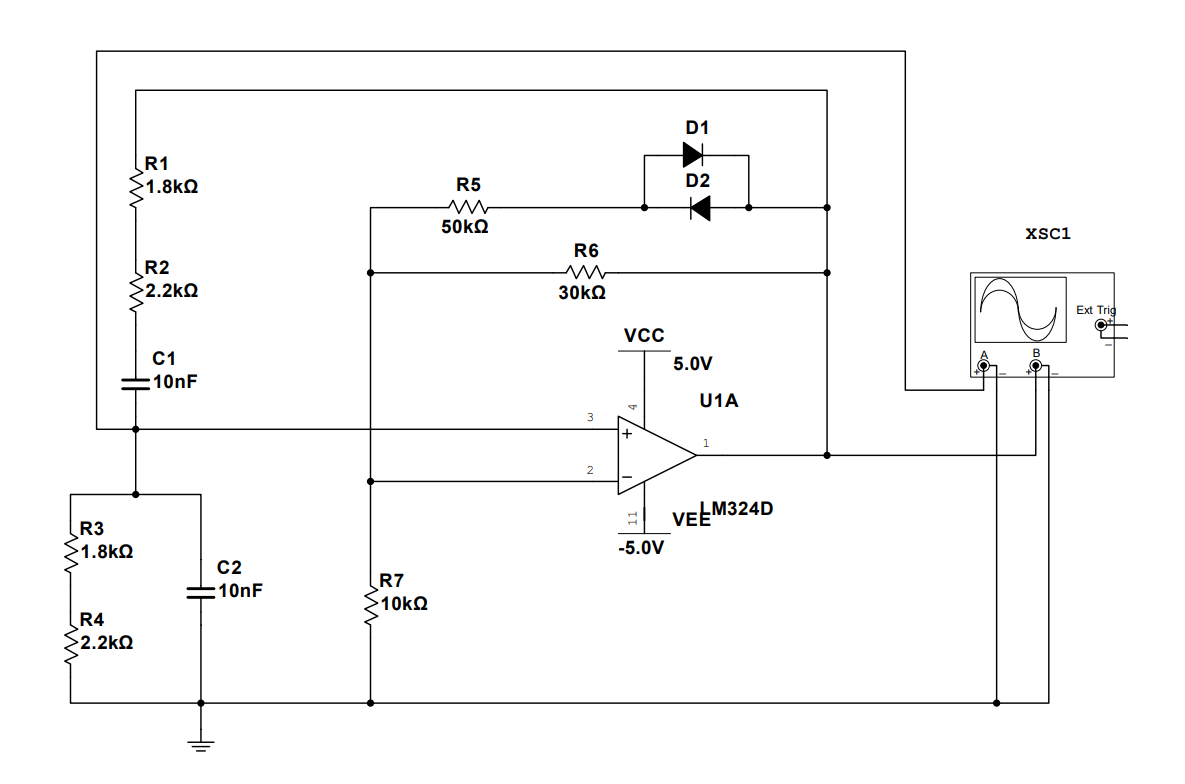 D1
R1
1.8kΩ
D2
R5
50kΩ
XSC1
R2
2.2kΩ
R6
30kΩ
Ext Trig
+
_
VCC
5.0V
A
B
+
_
+
_
C1
10nF
U1A
4
3
+
1
2
−
LM324D
11
VEE
-5.0V
R3
1.8kΩ
C2
10nF
R7
10kΩ
R4
2.2kΩ